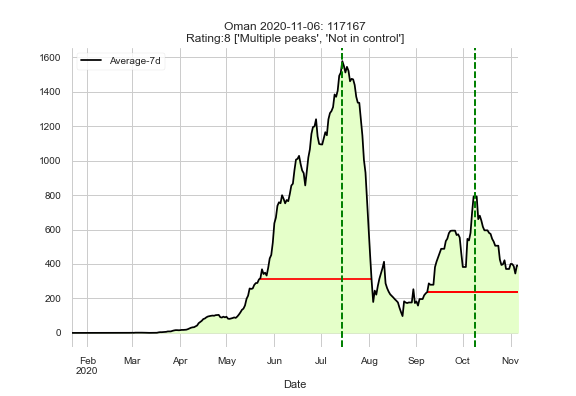 Oman 2020-11-06: 117167
Rating:8 ['Multiple peaks', 'Not in control']
Average-7d
1600
1400
1200
1000
800
600
400
200
0
Feb Mar Apr May Jun Jul Aug Sep Oct Nov
2020
Date